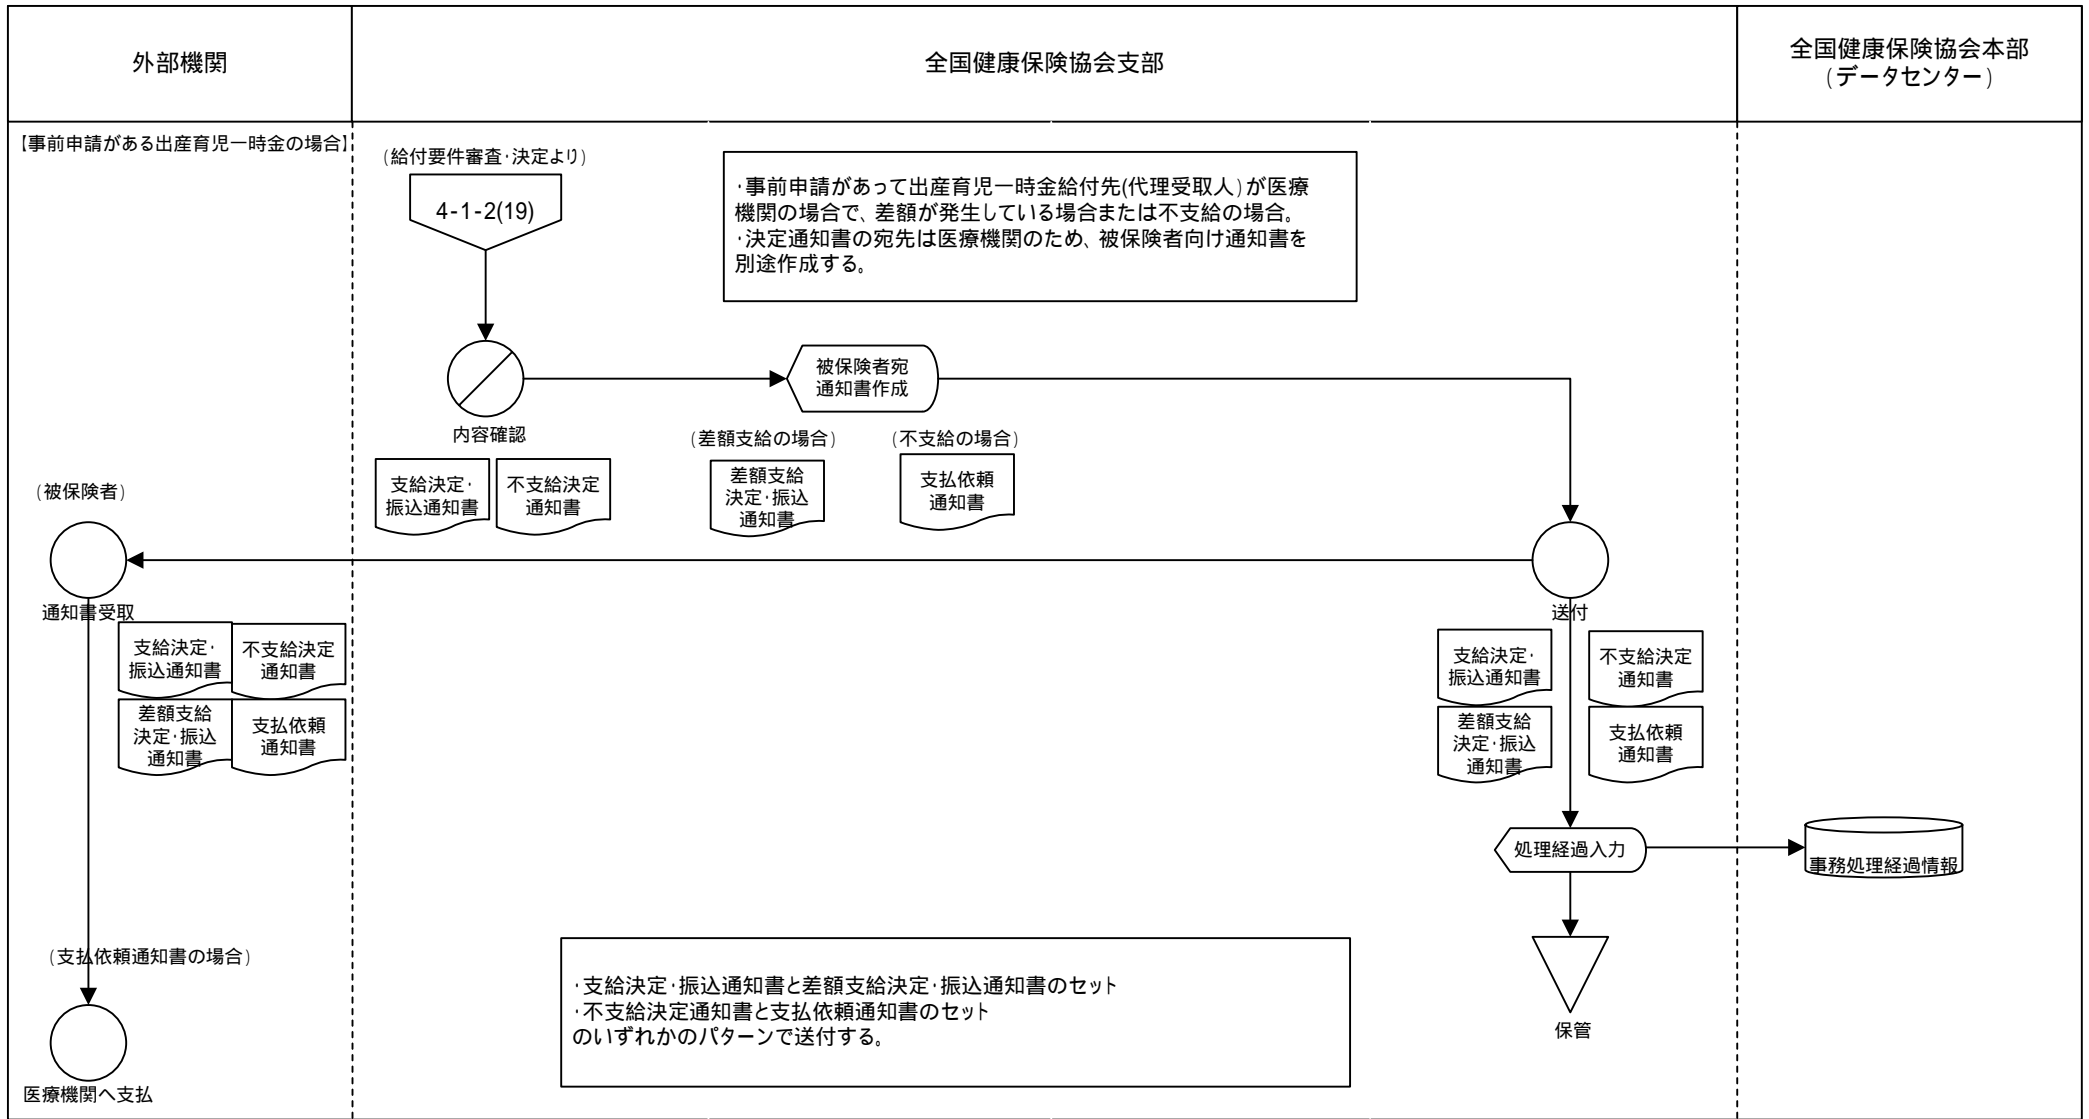 外部機関
全国健康保険協会支部
全国健康保険協会本部
(データセンター)
【事前申請がある出産育児一時金の場合】
(給付要件審査・決定より)
4-1-2(19)
・事前申請があって出産育児一時金給付先(代理受取人)が医療
機関の場合で、差額が発生している場合または不支給の場合。
・決定通知書の宛先は医療機関のため、被保険者向け通知書を
別途作成する。
被保険者宛
通知書作成
内容確認
(差額支給の場合)
(不支給の場合)
支給決定・
振込通知書
不支給決定
通知書
差額支給
決定・振込
通知書
支払依頼
通知書
(被保険者)
通知書受取
送付
支給決定・
振込通知書
不支給決定
通知書
差額支給
決定・振込
通知書
支払依頼
通知書
支給決定・
振込通知書
不支給決定
通知書
差額支給
決定・振込
通知書
支払依頼
通知書
処理経過入力
事務処理経過情報
(支払依頼通知書の場合)
・支給決定・振込通知書と差額支給決定・振込通知書のセット
・不支給決定通知書と支払依頼通知書のセット
のいずれかのパターンで送付する。
保管
医療機関へ支払